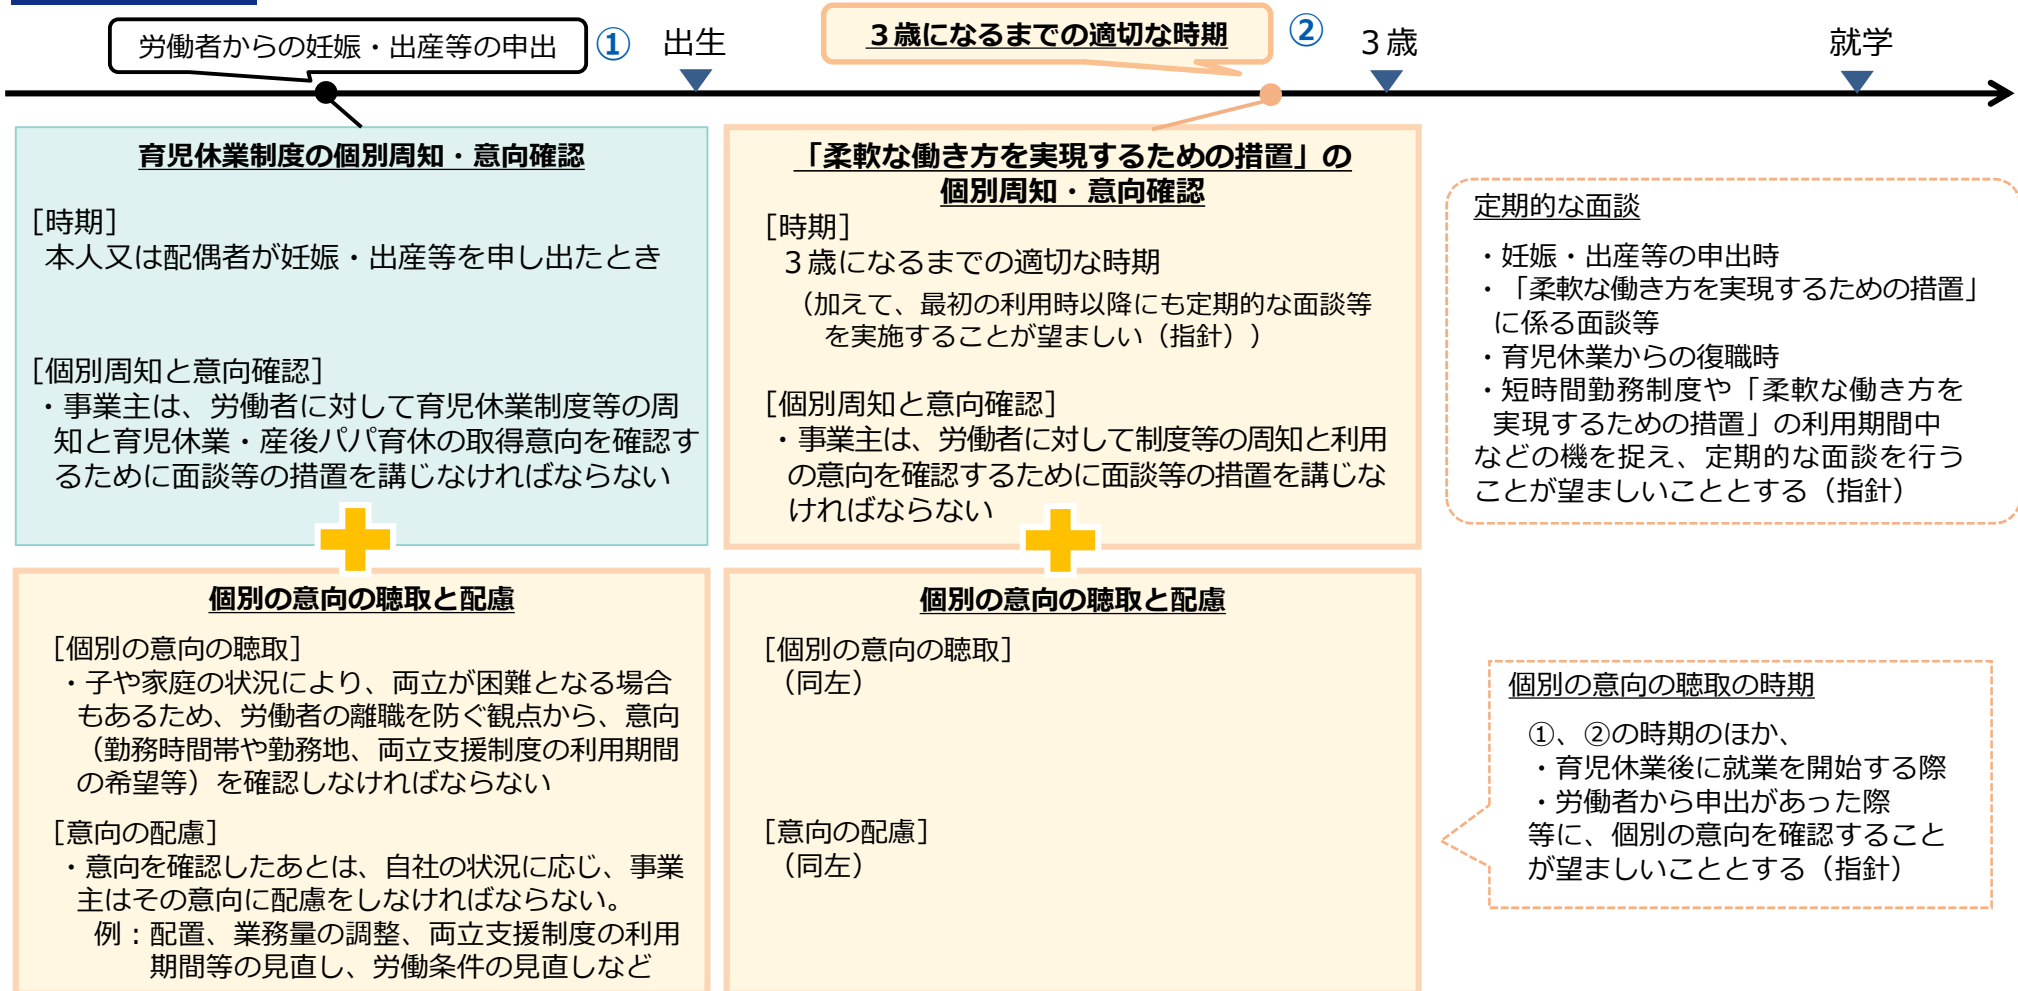 労働者からの妊娠・出産等の申出
①
出生
３歳になるまでの適切な時期
②
３歳
就学
育児休業制度の個別周知・意向確認
［時期］
本人又は配偶者が妊娠・出産等を申し出たとき
［個別周知と意向確認］
・事業主は、労働者に対して育児休業制度等の周
知と育児休業・産後パパ育休の取得意向を確認す
るために面談等の措置を講じなければならない
個別の意向の聴取と配慮
［個別の意向の聴取］
・子や家庭の状況により、両立が困難となる場合
もあるため、労働者の離職を防ぐ観点から、意向
（勤務時間帯や勤務地、両立支援制度の利用期間
の希望等）を確認しなければならない
［意向の配慮］
・意向を確認したあとは、自社の状況に応じ、事業
主はその意向に配慮をしなければならない。
例：配置、業務量の調整、両立支援制度の利用
期間等の見直し、労働条件の見直しなど
「柔軟な働き方を実現するための措置」の
個別周知・意向確認
［時期］
３歳になるまでの適切な時期
（加えて、最初の利用時以降にも定期的な面談等
を実施することが望ましい（指針））
［個別周知と意向確認］
・事業主は、労働者に対して制度等の周知と利用
の意向を確認するために面談等の措置を講じな
ければならない
個別の意向の聴取と配慮
［個別の意向の聴取］
（同左）
［意向の配慮］
（同左）
定期的な面談
・妊娠・出産等の申出時
・「柔軟な働き方を実現するための措置」
に係る面談等
・育児休業からの復職時
・短時間勤務制度や「柔軟な働き方を
実現するための措置」の利用期間中
などの機を捉え、定期的な面談を行う
ことが望ましいこととする（指針）
個別の意向の聴取の時期
①、②の時期のほか、
・育児休業後に就業を開始する際
・労働者から申出があった際
等に、個別の意向を確認すること
が望ましいこととする（指針）